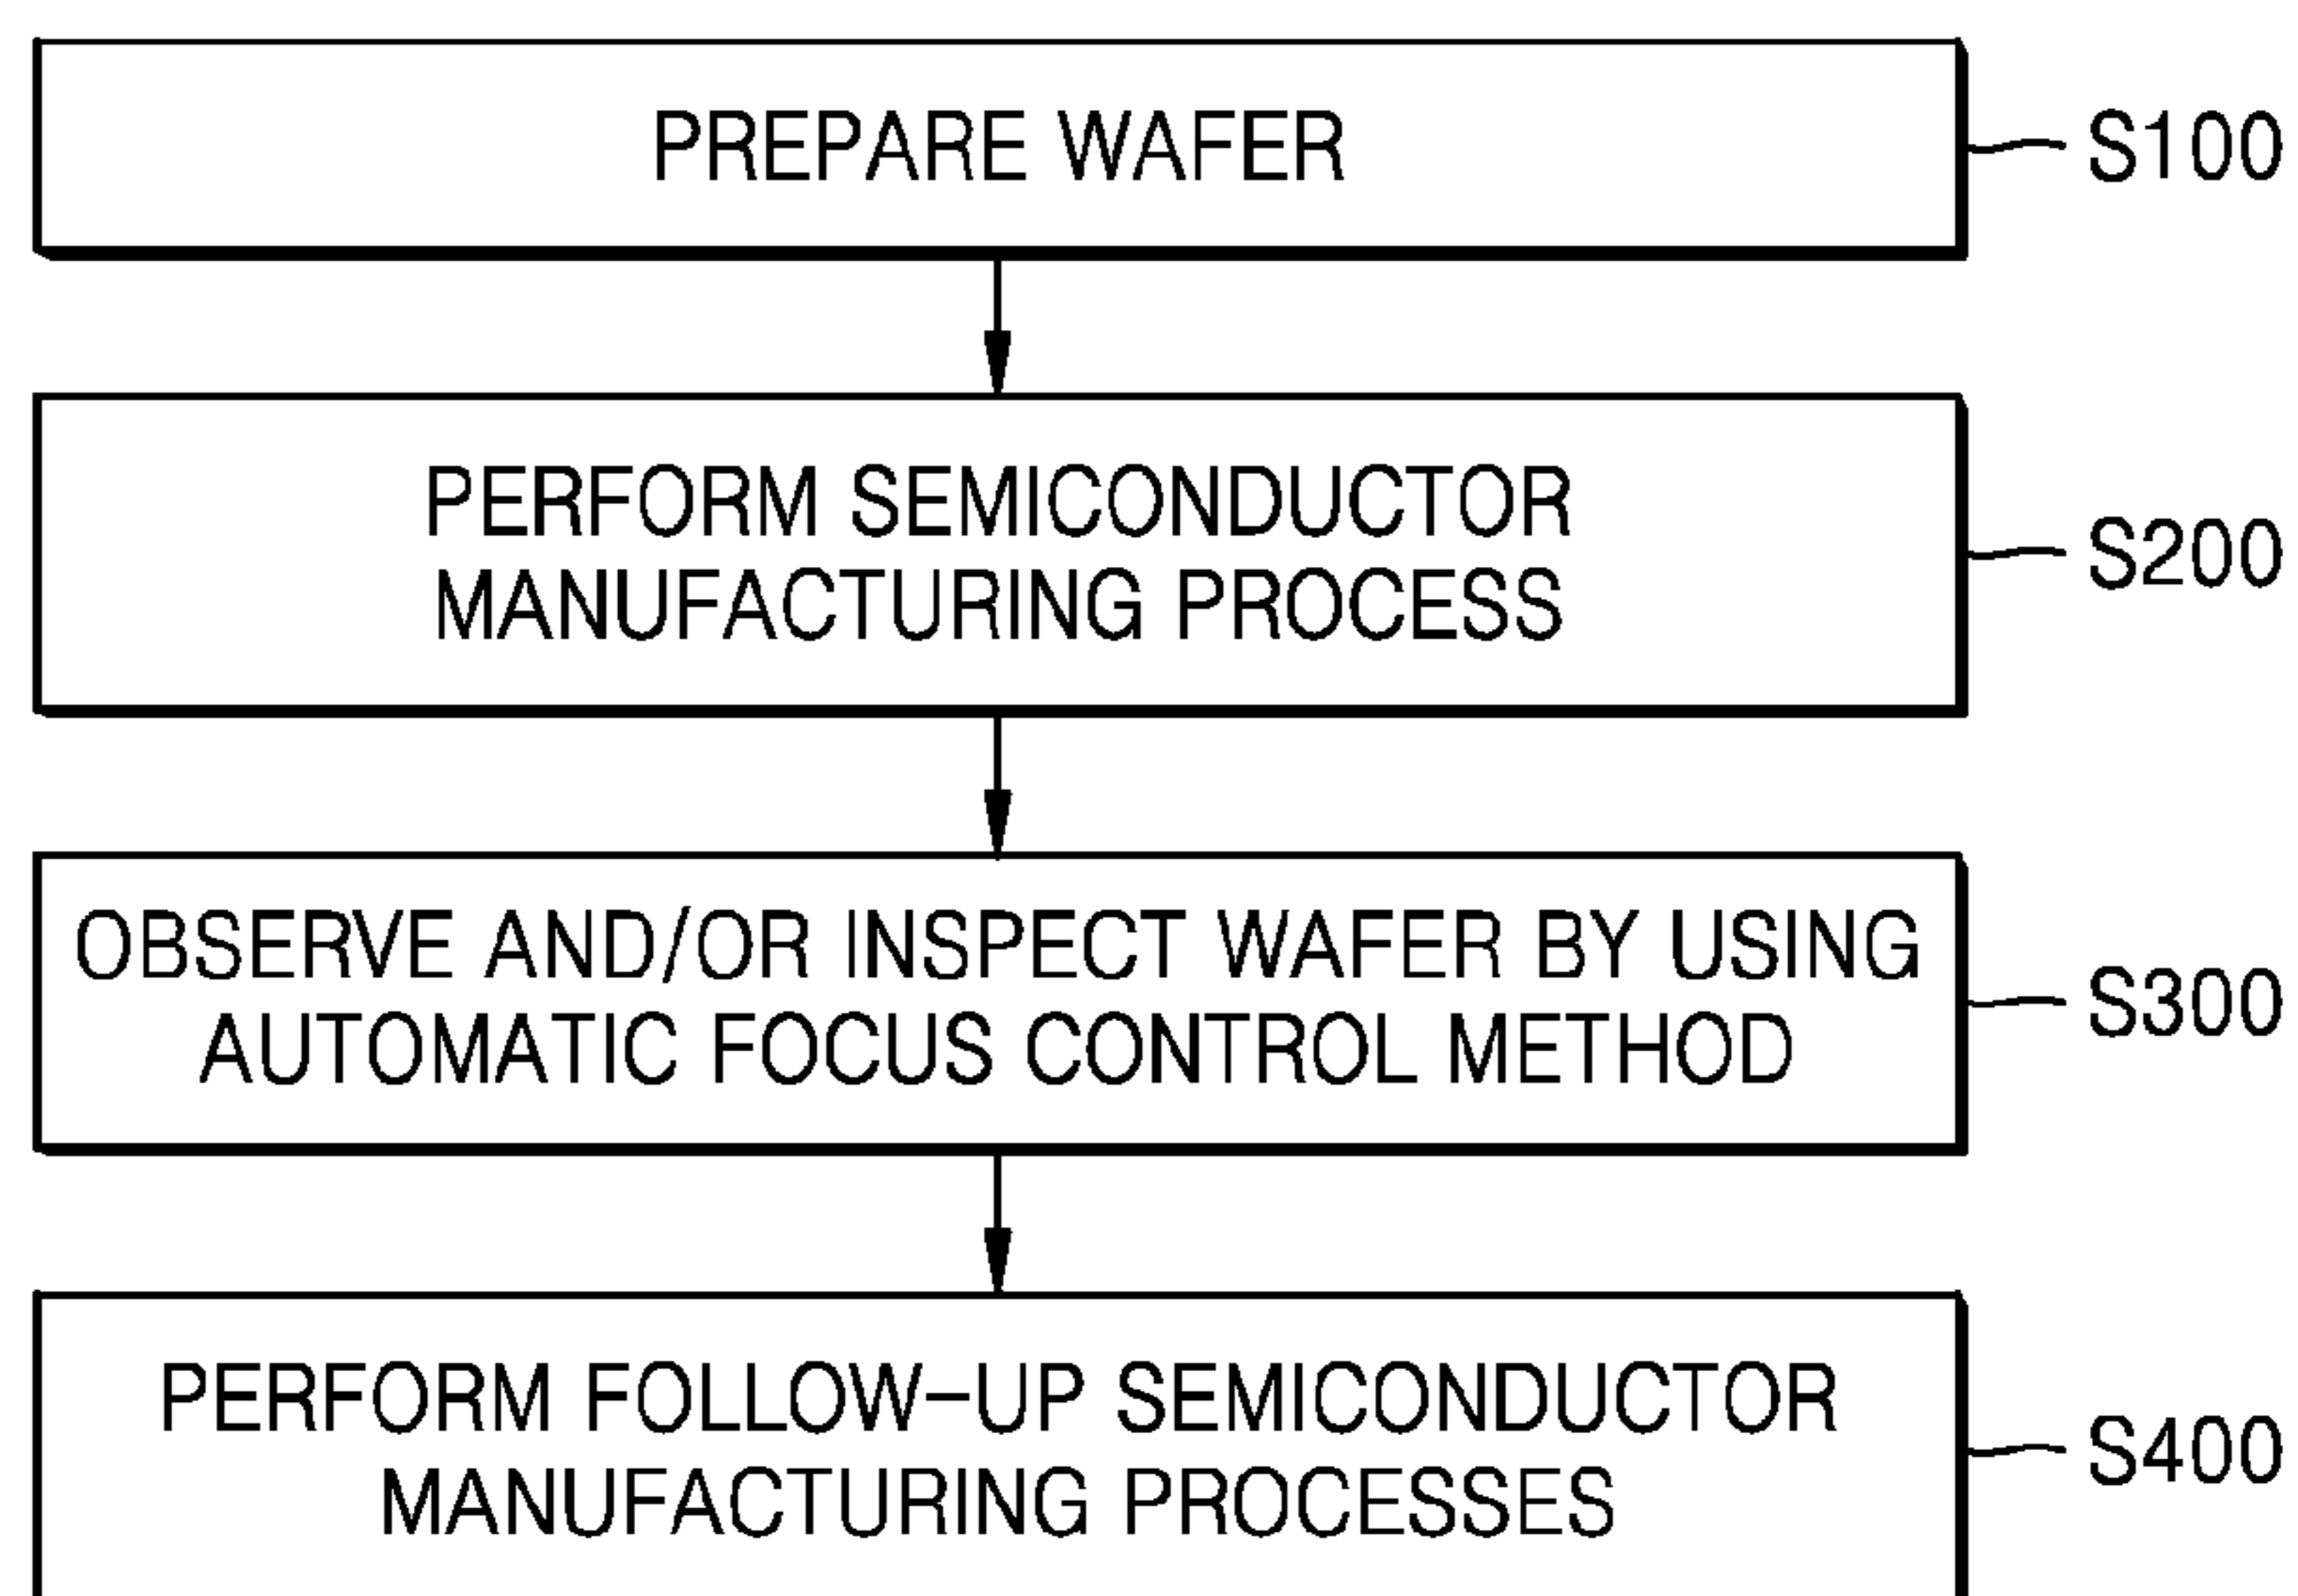 PREPARE WAFER
S100
PERFORM SEMICONDUCTOR
MANUFACTURING PROCESS
S200
OBSERVE AND/OR INSPECT WAFER BY USING
AUTOMATIC FOCUS CONTROL METHOD
S300
PERFORM FOLLOW-UP SEMICONDUCTOR
MANUFACTURING PROCESSES
S400